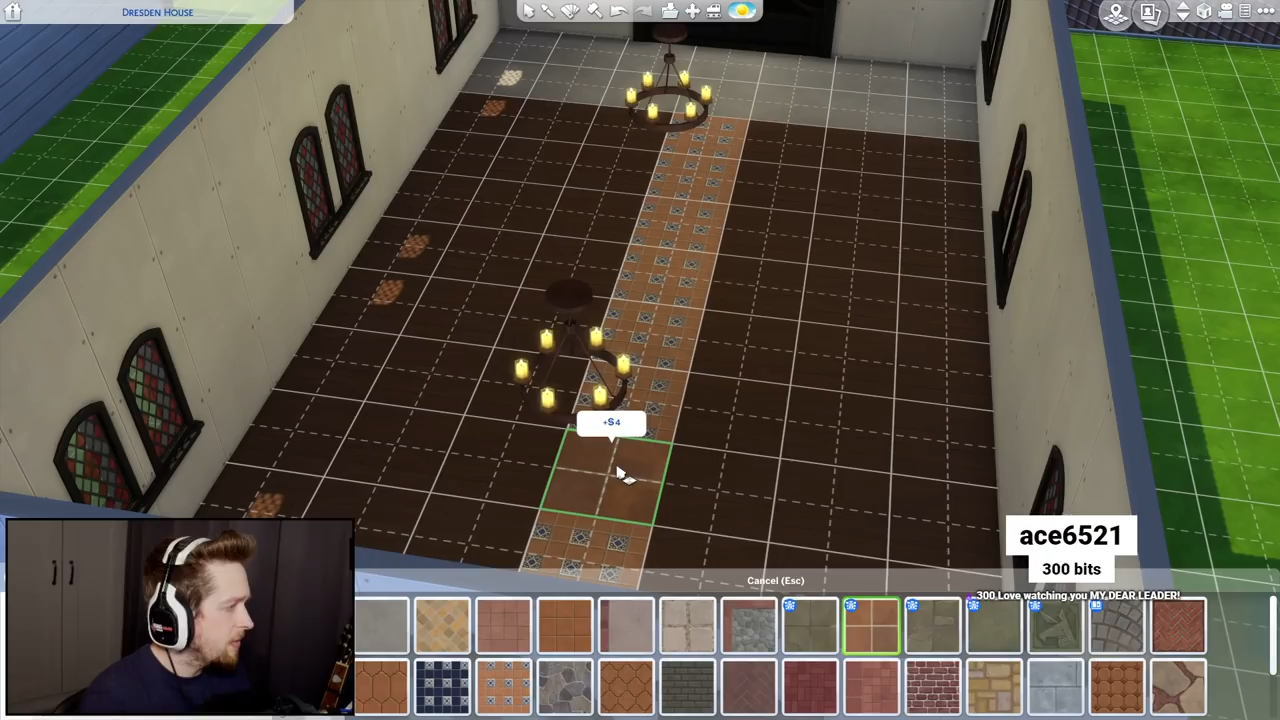 DRESDEN HOUSE
+$4
Cancel (Esc)
ace6521
300 bits
300 Love watching you MY DEAR LEADER!